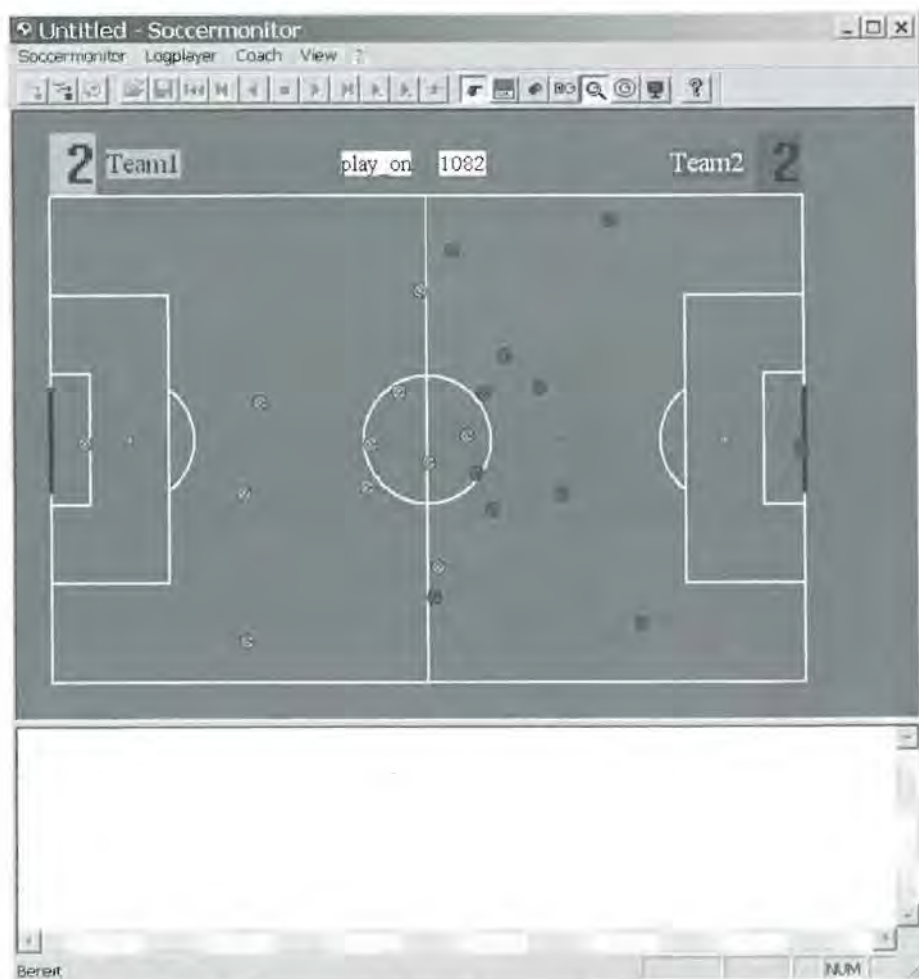 Untitled - Soccermonitor
Soccermonitor Logplayer Coach View ?
2 Team1 play_on 1082 Team2 2
Bereit NUM